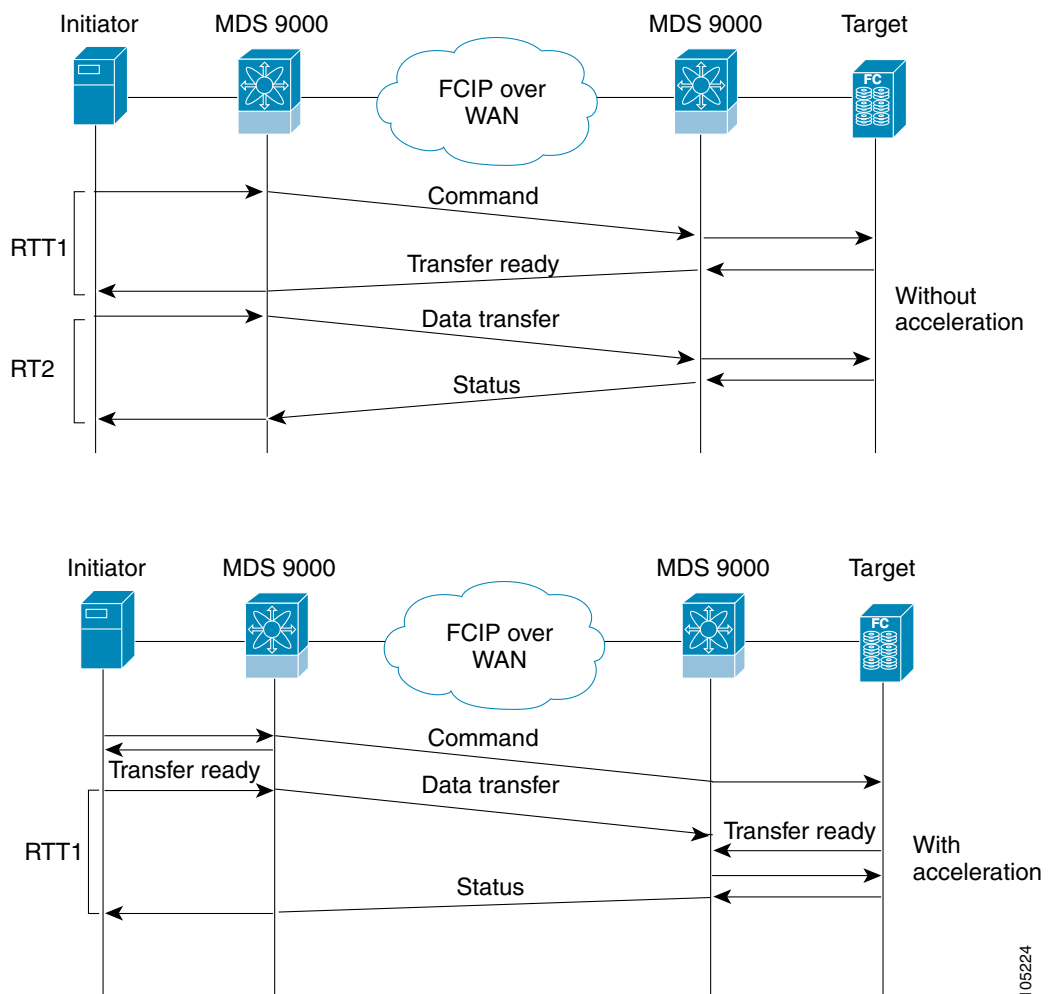 Initiator
MDS 9000
MDS 9000
Target
FCIP over
WAN
FC
Command
RTT1
Transfer ready
Without
acceleration
Data transfer
RT2
Status
Initiator
MDS 9000
MDS 9000
Target
FCIP over
WAN
FC
Command
Transfer ready
Data transfer
Transfer ready
RTT1
With
acceleration
Status
105224